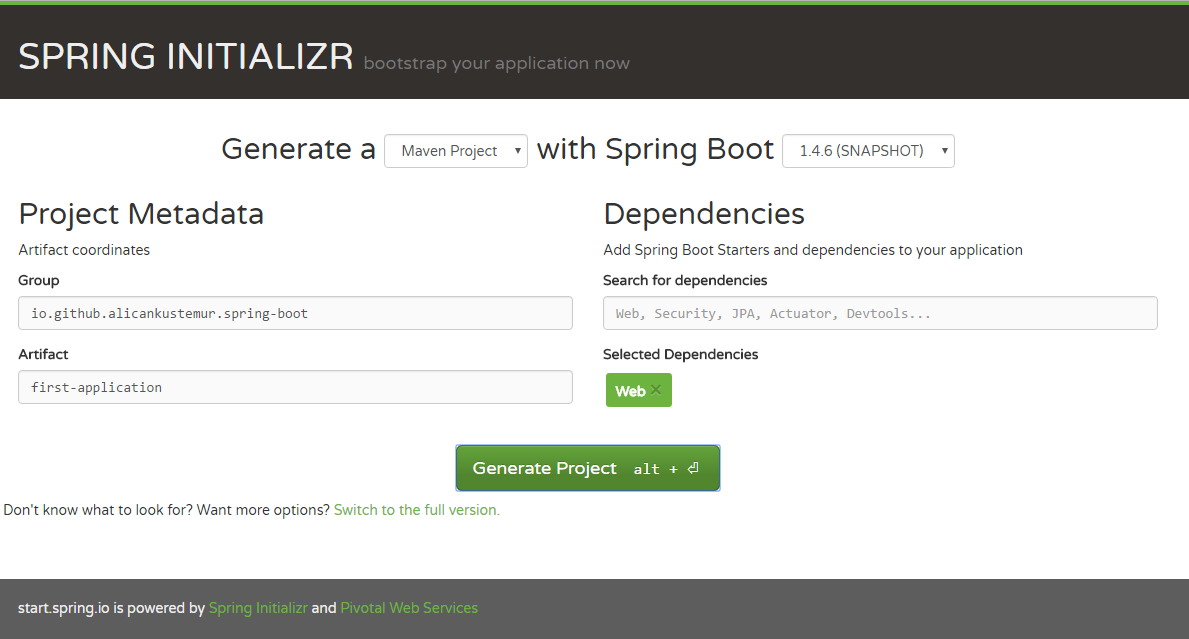 SPRING INITIALIZR bootstrap your application now
Generate a Maven Project with Spring Boot 1.4.6 (SNAPSHOT)
Project Metadata
Artifact coordinates
Group
io.github.alicankustemur.spring-boot
Artifact
first-application
Dependencies
Add Spring Boot Starters and dependencies to your application
Search for dependencies
Web, Security, JPA, Actuator, Devtools...
Selected Dependencies
Web ×
Generate Project alt + ⏎
Don't know what to look for? Want more options? Switch to the full version.
start.spring.io is powered by Spring Initializr and Pivotal Web Services